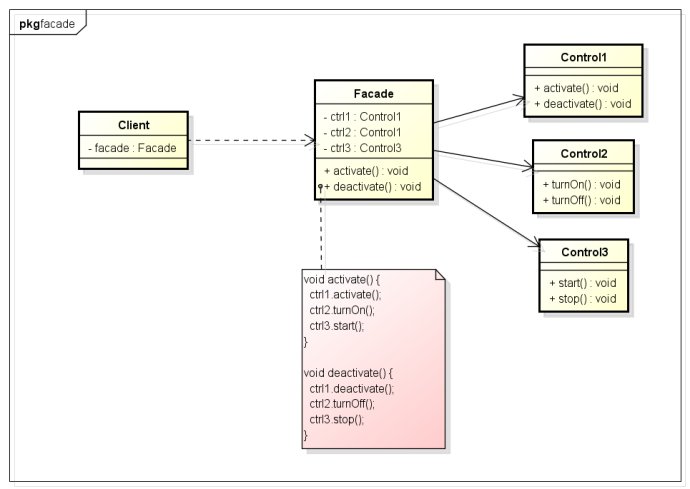 pkg facade
Client
- facade : Facade
Facade
- ctrl1 : Control1
- ctrl2 : Control1
- ctrl3 : Control3
+ activate() : void
+ deactivate() : void
Control1
+ activate() : void
+ deactivate() : void
Control2
+ turnOn() : void
+ turnOff() : void
Control3
+ start() : void
+ stop() : void
void activate() {
ctrl1.activate();
ctrl2.turnOn();
ctrl3.start();
}
void deactivate() {
ctrl1.deactivate();
ctrl2.turnOff();
ctrl3.stop();
}